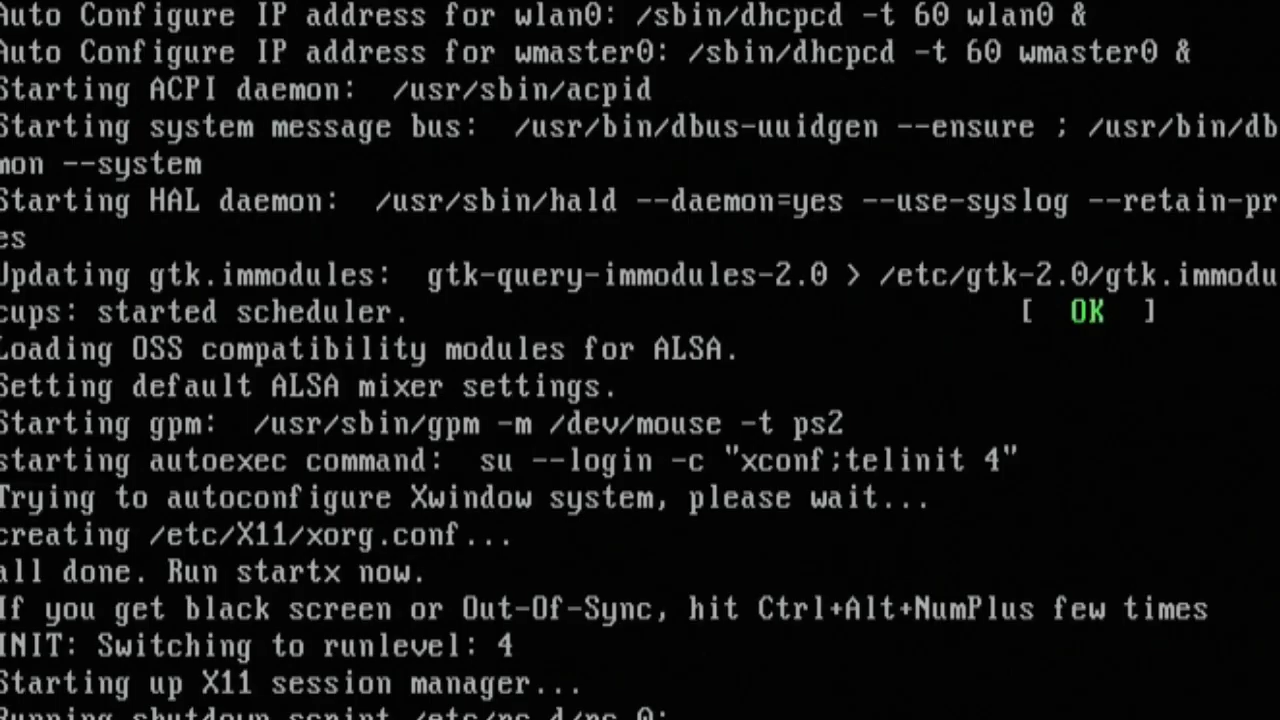 Auto Configure IP address for wlan0: /sbin/dhcpcd -t 60 wlan0 &
Auto Configure IP address for wmaster0: /sbin/dhcpcd -t 60 wmaster0 &
Starting ACPI daemon:  /usr/sbin/acpid
Starting system message bus:  /usr/bin/dbus-uuidgen --ensure ; /usr/bin/db
mon --system
Starting HAL daemon:  /usr/sbin/hald --daemon=yes --use-syslog --retain-pr
es
Updating gtk.immodules:  gtk-query-immodules-2.0 > /etc/gtk-2.0/gtk.immodu
cups: started scheduler. [  OK  ]
Loading OSS compatibility modules for ALSA.
Setting default ALSA mixer settings.
Starting gpm:  /usr/sbin/gpm -m /dev/mouse -t ps2
starting autoexec command:  su --login -c "xconf;telinit 4"
Trying to autoconfigure Xwindow system, please wait...
creating /etc/X11/xorg.conf...
all done. Run startx now.
If you get black screen or Out-Of-Sync, hit Ctrl+Alt+NumPlus few times
INIT: Switching to runlevel: 4
Starting up X11 session manager...
Running shutdown script /etc/rc.d/rc.0: